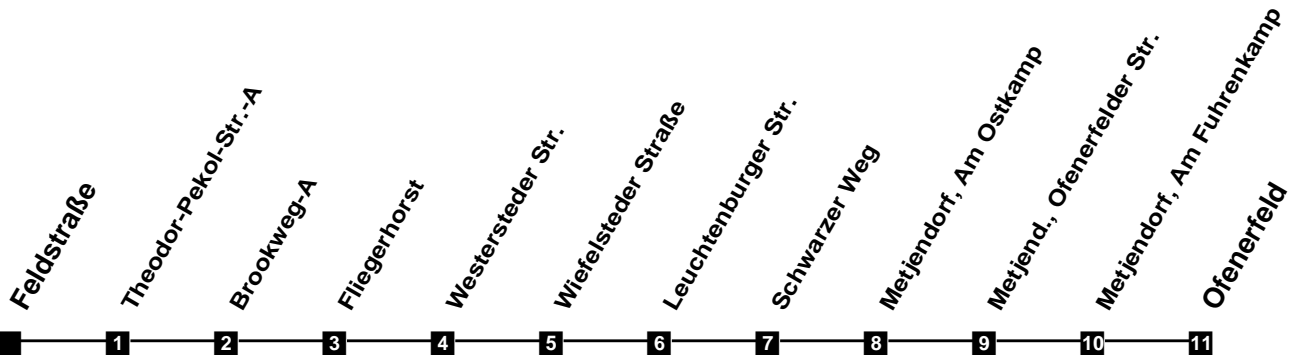 Feldstraße
Theodor-Pekol-Str.-A
Brookweg-A
Fliegerhorst
Westersteder Str.
Wiefelsteder Straße
Leuchtenburger Str.
Schwarzer Weg
Metjendorf, Am Ostkamp
Metjend., Ofenerfelder Str.
Metjendorf, Am Fuhrenkamp
Ofenerfeld
1 2 3 4 5 6 7 8 9 10 11